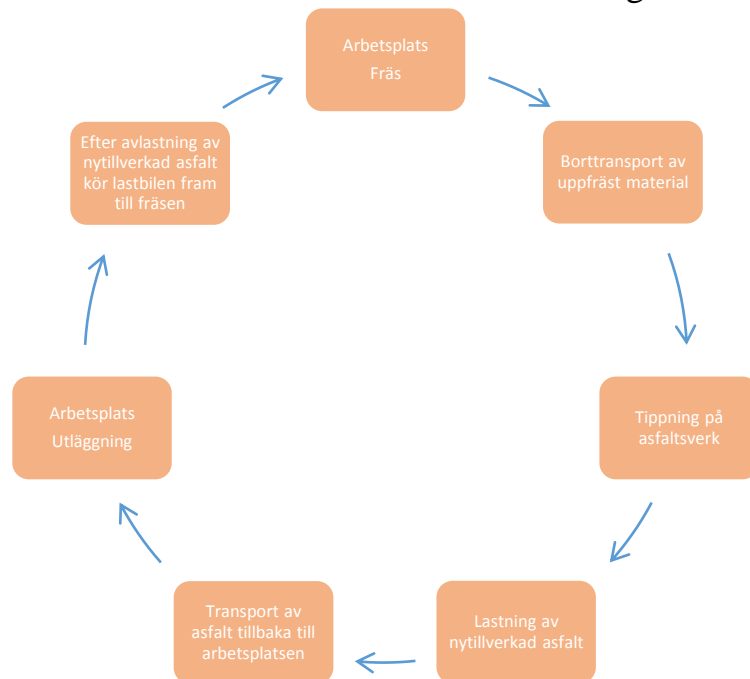 Arbetsplats
Fräs
Borttransport av
uppfräst material
Tippning på
asfaltsverk
Lastning av
nytillverkad asfalt
Transport av
asfalt tillbaka till
arbetsplatsen
Arbetsplats
Utläggning
Efter avlastning av
nytillverkad asfalt
kör lastbilen fram
till fräsen